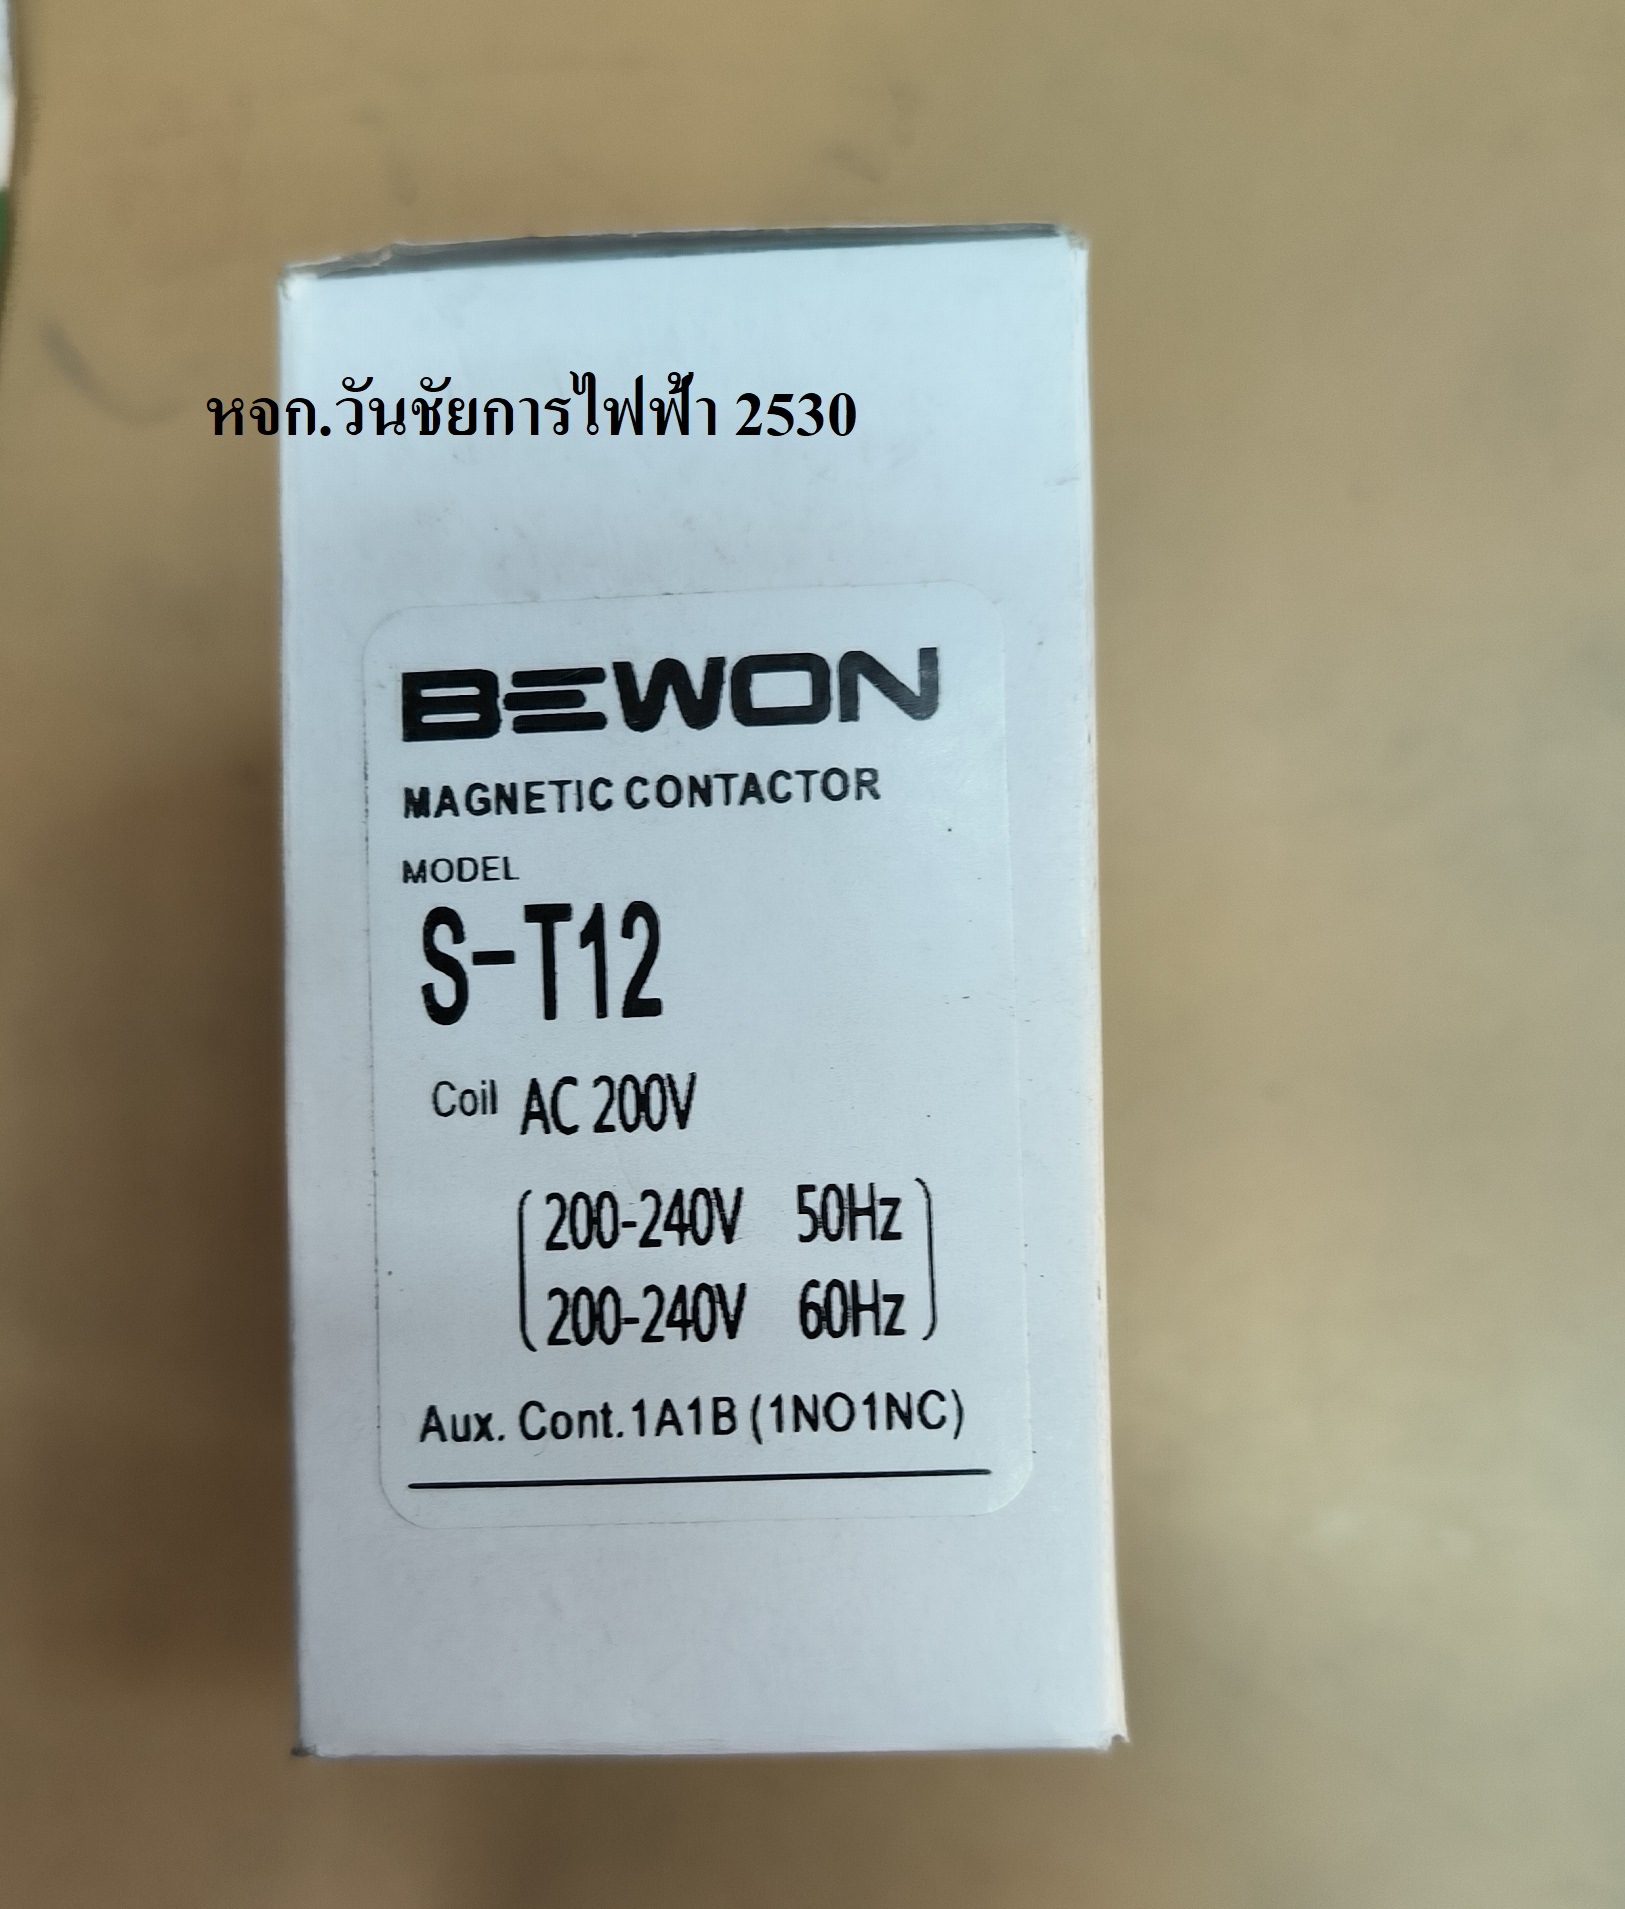 หจก.วันชัยการไฟฟ้า 2530
BEWON
MAGNETIC CONTACTOR
MODEL
S-T12
Coil AC 200V
200-240V 50Hz
200-240V 60Hz
Aux. Cont.1A1B (1NO1NC)